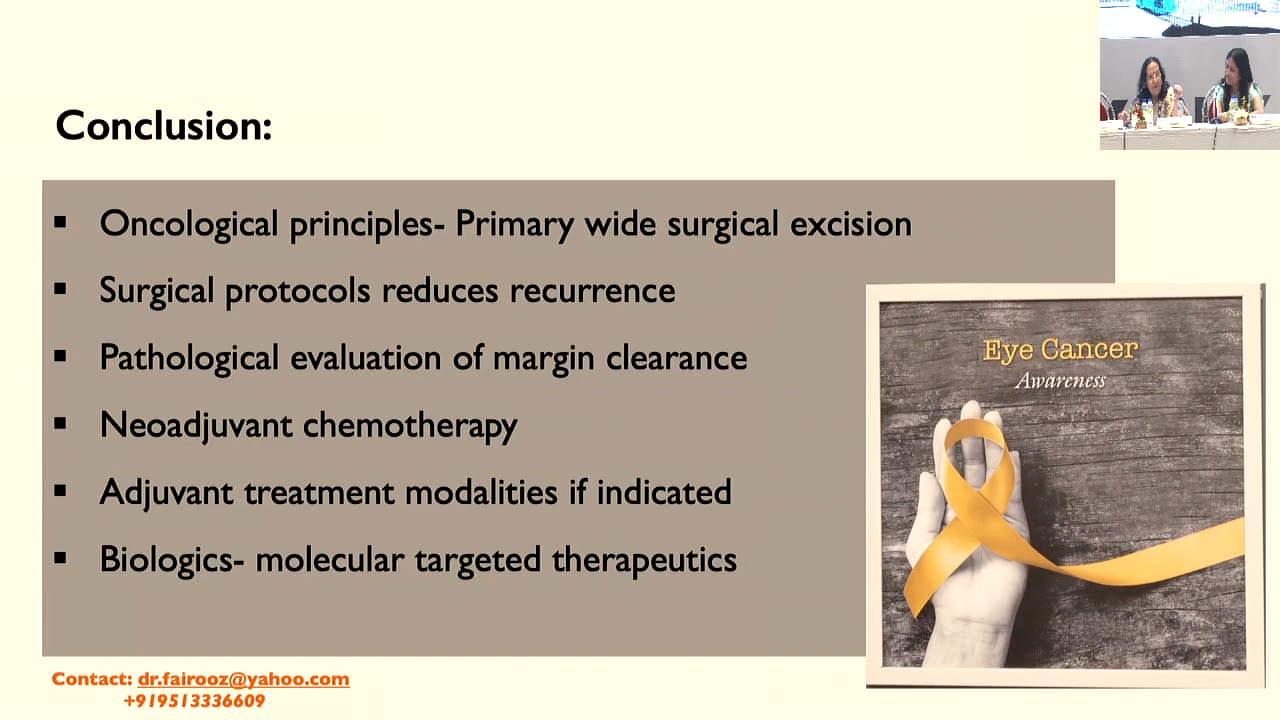 Conclusion:
▪ Oncological principles- Primary wide surgical excision
▪ Surgical protocols reduces recurrence
▪ Pathological evaluation of margin clearance
▪ Neoadjuvant chemotherapy
▪ Adjuvant treatment modalities if indicated
▪ Biologics- molecular targeted therapeutics
Eye Cancer
Awareness
Contact: dr.fairooz@yahoo.com
+919513336609